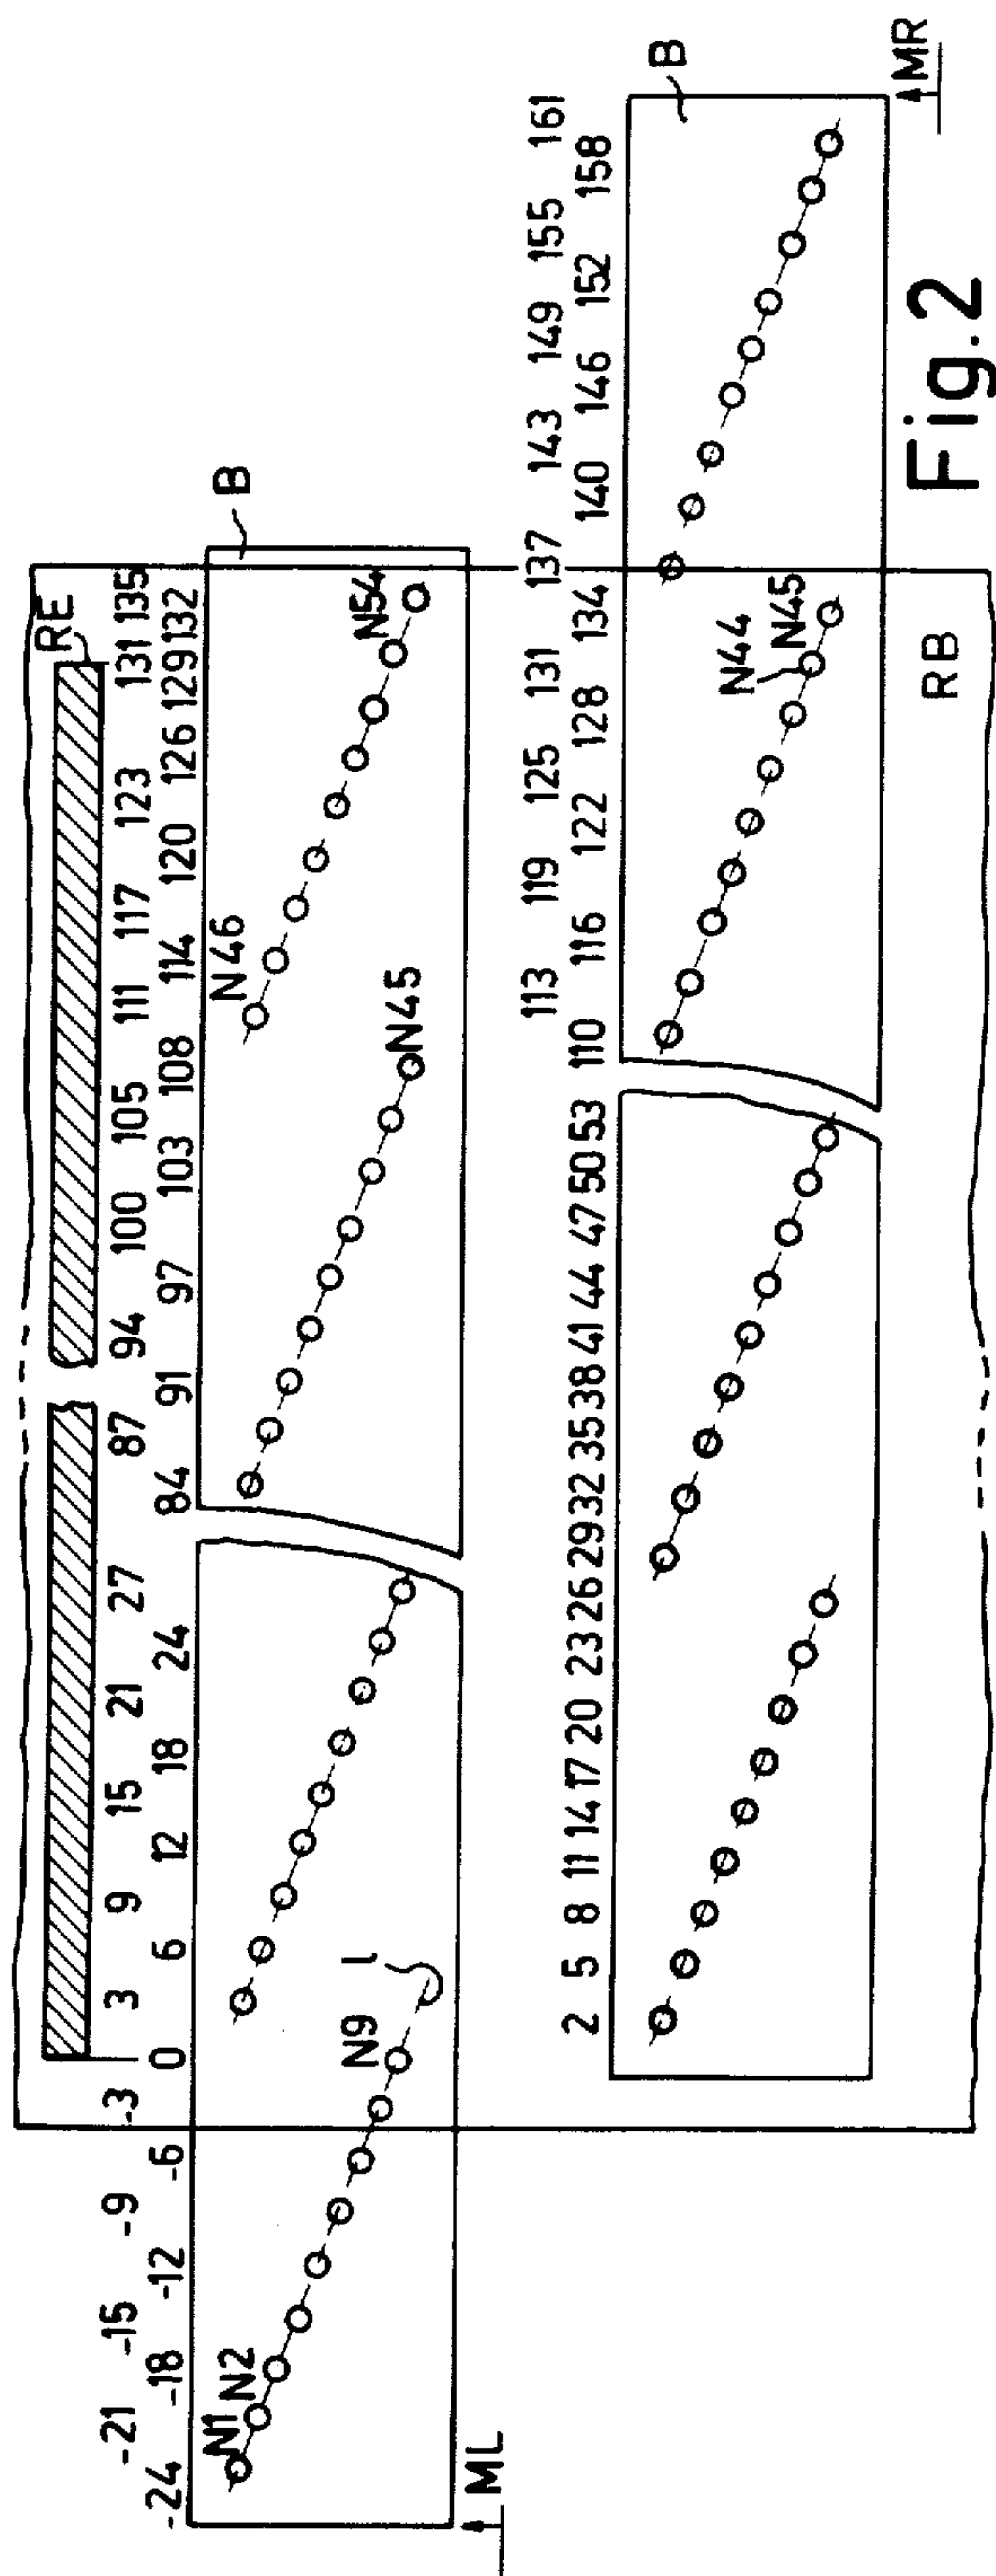 RE
-24 -21 -18 -15 -12 -9 -6 -3 0 3 6 9 12 15 18 21 24 27 84 87 91 94 97 100 103 105 108 111 114 117 120 123 126 129 131 132 135
B
N1
N2
N9
l
N45
N46
N54
ML
2 5 8 11 14 17 20 23 26 29 32 35 38 41 44 47 50 53 110 113 116 119 122 125 128 131 134 137 140 143 146 149 152 155 158 161
B
N44
N45
RB
MR
Fig.2